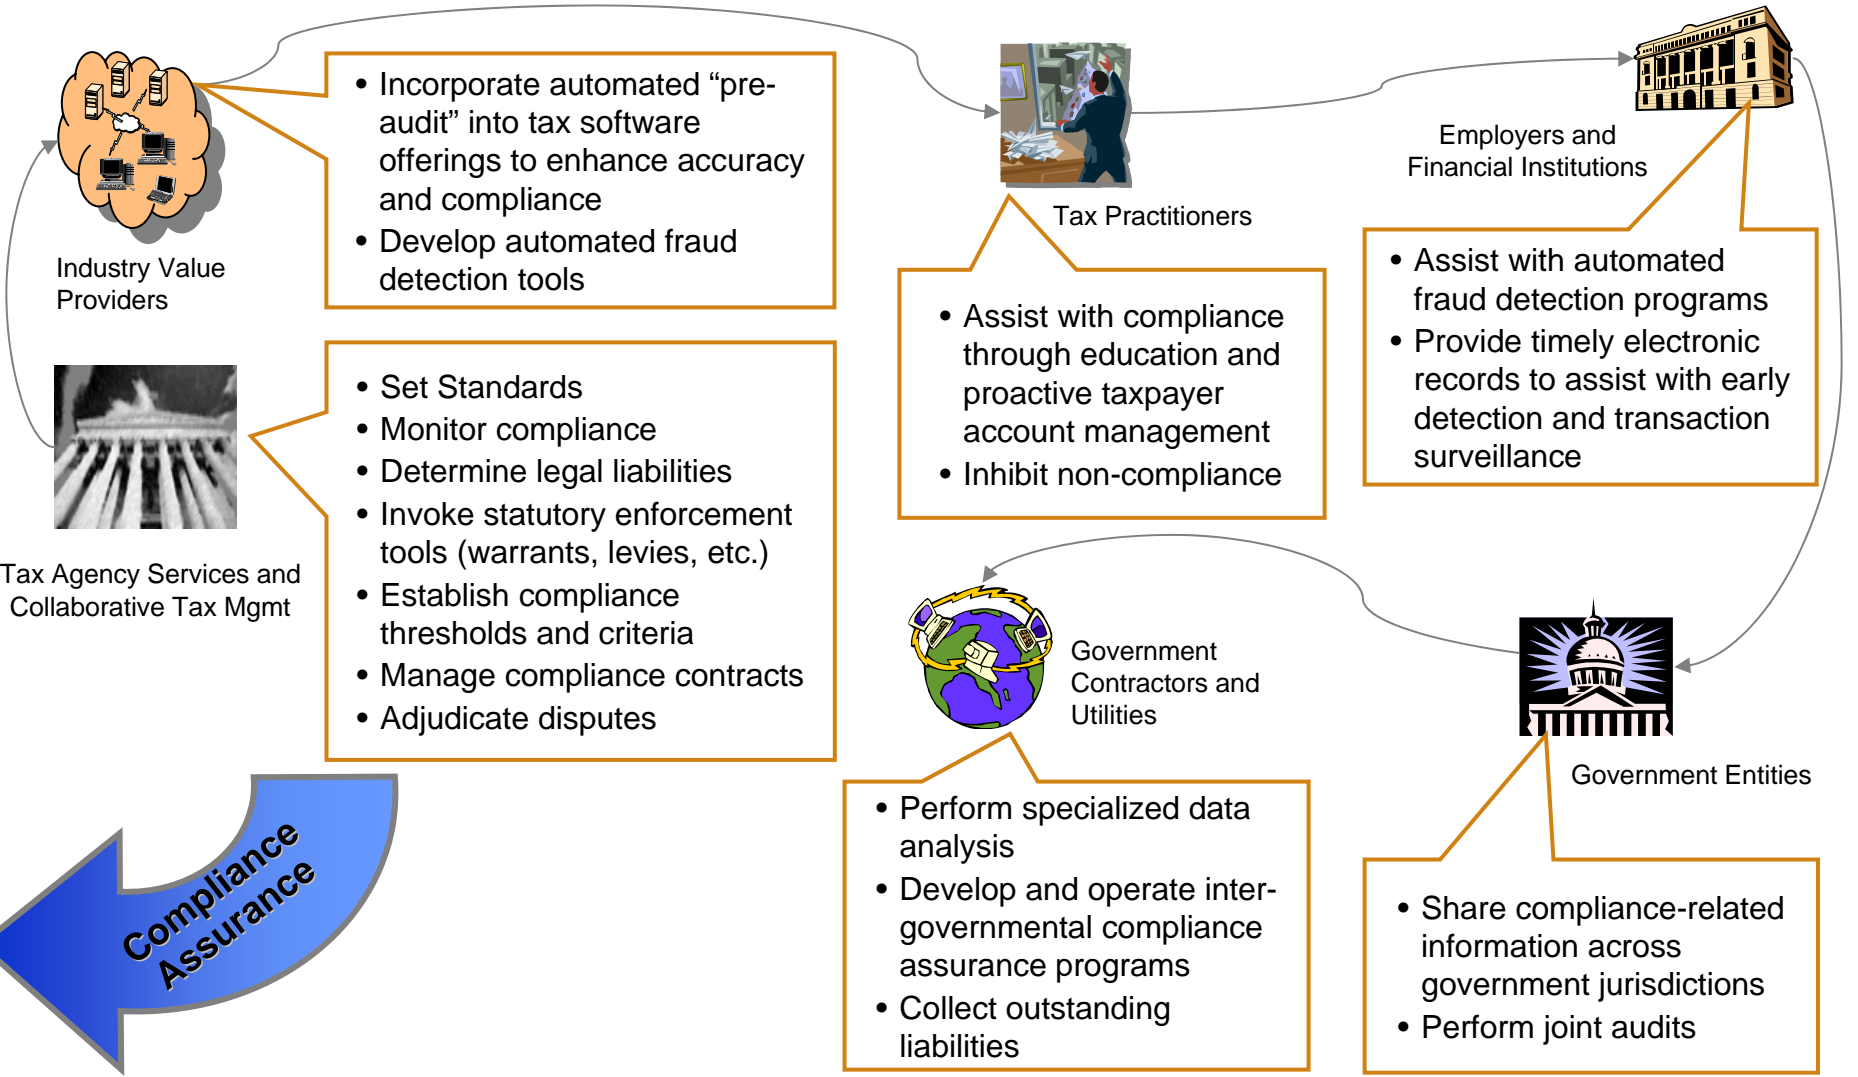 • Incorporate automated “pre-
audit” into tax software
offerings to enhance accuracy
and compliance
• Develop automated fraud
detection tools
Industry Value
Providers
Tax Practitioners
• Assist with compliance
through education and
proactive taxpayer
account management
• Inhibit non-compliance
Employers and
Financial Institutions
• Assist with automated
fraud detection programs
• Provide timely electronic
records to assist with early
detection and transaction
surveillance
Tax Agency Services and
Collaborative Tax Mgmt
• Set Standards
• Monitor compliance
• Determine legal liabilities
• Invoke statutory enforcement
tools (warrants, levies, etc.)
• Establish compliance
thresholds and criteria
• Manage compliance contracts
• Adjudicate disputes
Government
Contractors and
Utilities
• Perform specialized data
analysis
• Develop and operate inter-
governmental compliance
assurance programs
• Collect outstanding
liabilities
Government Entities
• Share compliance-related
information across
government jurisdictions
• Perform joint audits
Compliance
Assurance